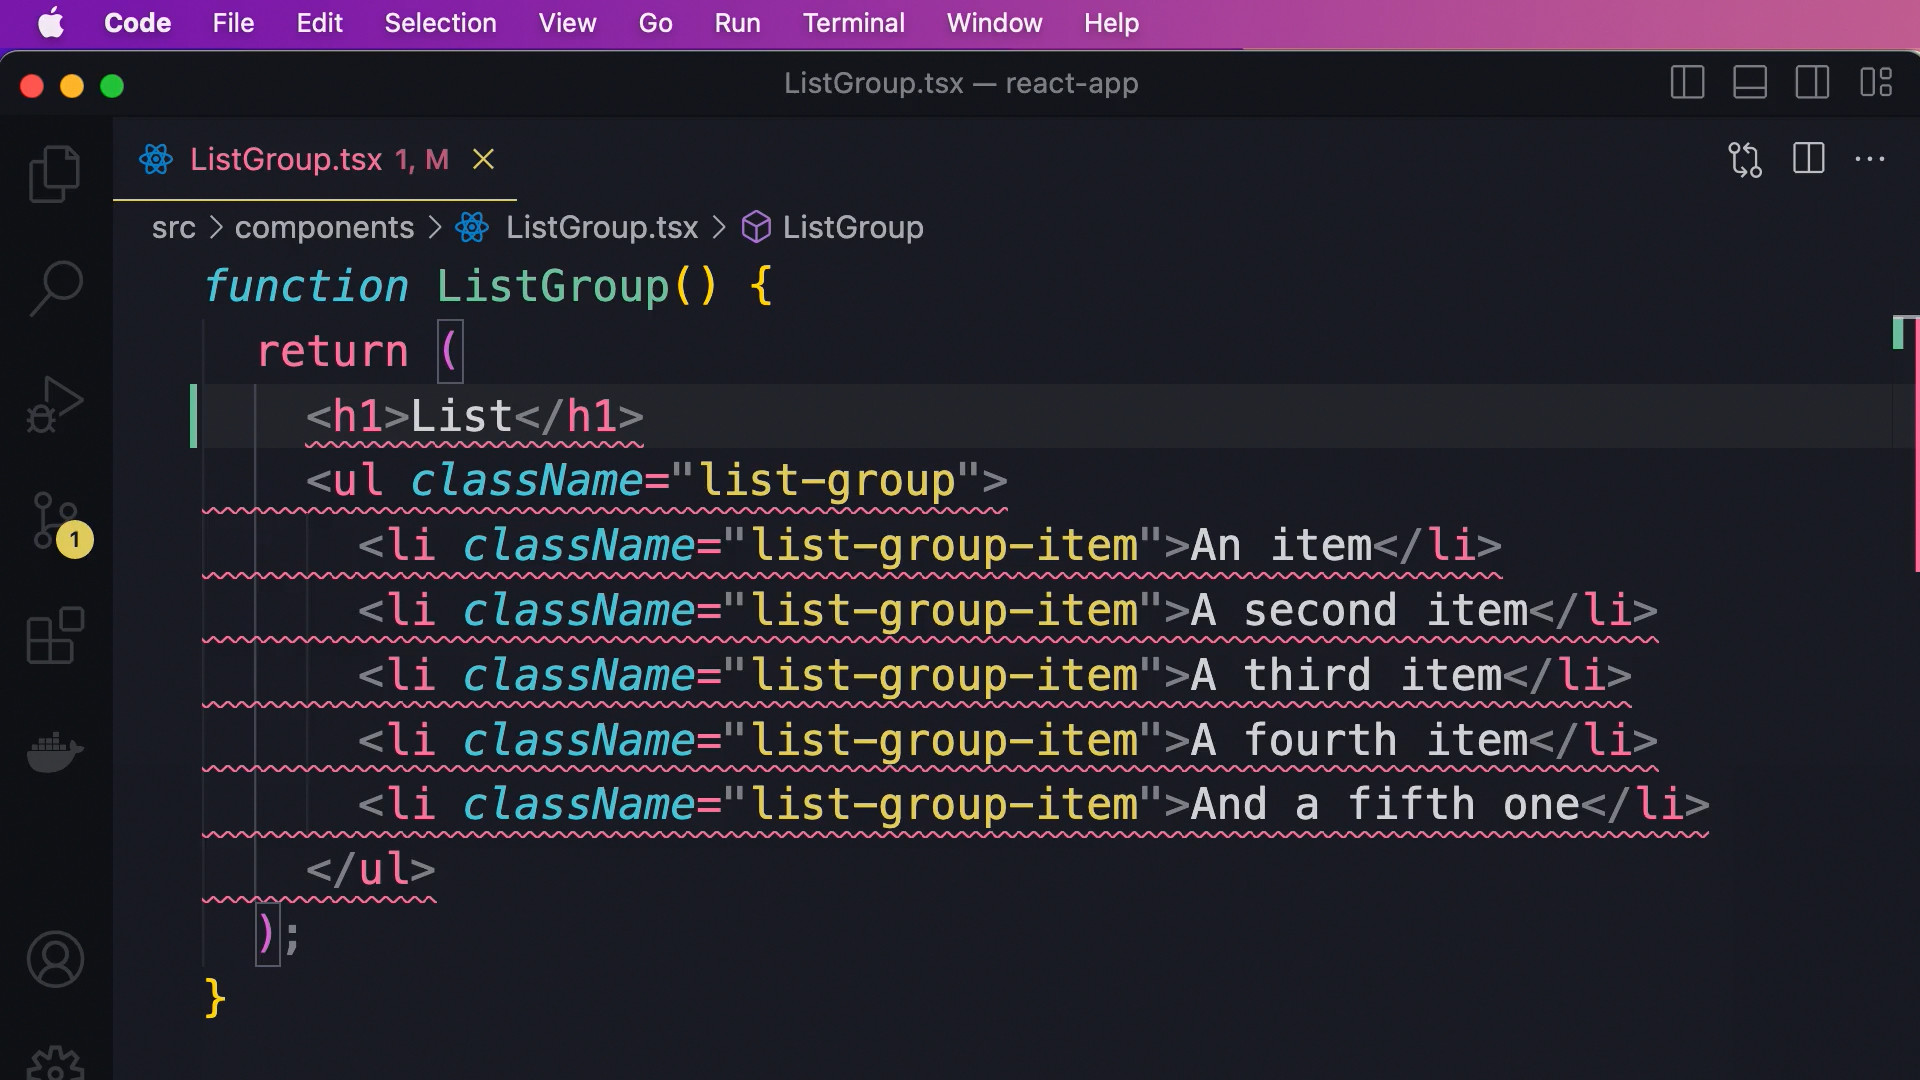 Code File Edit Selection View Go Run Terminal Window Help
ListGroup.tsx — react-app
ListGroup.tsx 1, M
src > components > ListGroup.tsx > ListGroup
function ListGroup() {
return (
<h1>List</h1>
<ul className="list-group">
<li className="list-group-item">An item</li>
<li className="list-group-item">A second item</li>
<li className="list-group-item">A third item</li>
<li className="list-group-item">A fourth item</li>
<li className="list-group-item">And a fifth one</li>
</ul>
);
}
1